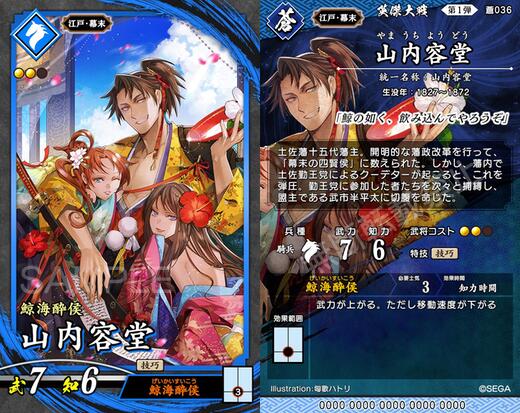 江戸・幕末
SAMPLE
鯨海酔侯
山内容堂
技巧
武7 知6
げいかいすいこう
鯨海酔侯
3
蒼
江戸・幕末
英傑大戦
第1弾
蒼036
やまうちようどう
山内容堂
統一名称:山内容堂
生没年:1827~1872
「鯨の如く、飲み込んでやろうぞ」
土佐藩十五代藩主。開明的な藩政改革を行って、
「幕末の四賢侯」に数えられた。しかし、藩内で
土佐勤王党によるクーデターが起こると、これを
弾圧。勤王党に参加した者たちを次々と捕縛し、
盟主である武市半平太に切腹を命じた。
兵種 武力 知力 武将コスト
騎兵 7 6 特技 技巧
げいかいすいこう 必要士気 効果時間
鯨海酔侯 3 知力時間
武力が上がる。ただし移動速度が下がる
効果範囲
Illustration:匈歌ハトリ
©SEGA
0000 0000 0000 0000 0000